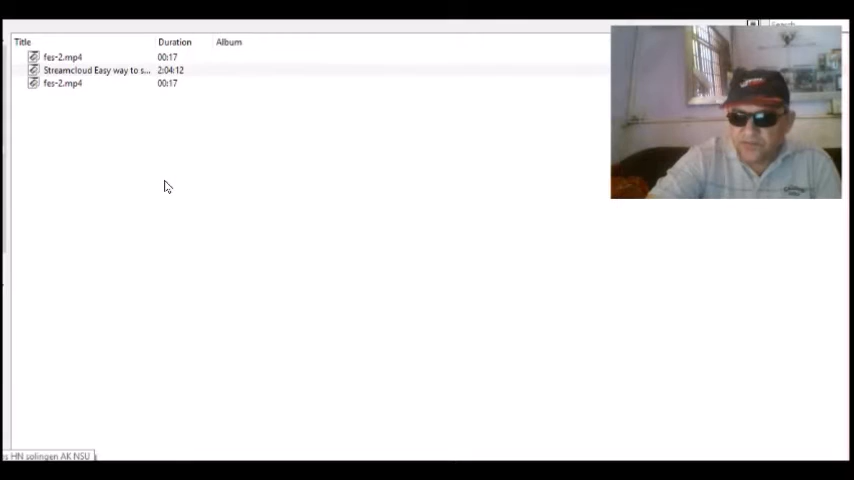 Search
Title Duration Album
fes-2.mp4 00:17
Streamcloud Easy way to s... 2:04:12
fes-2.mp4 00:17
HN solingen AK NSU